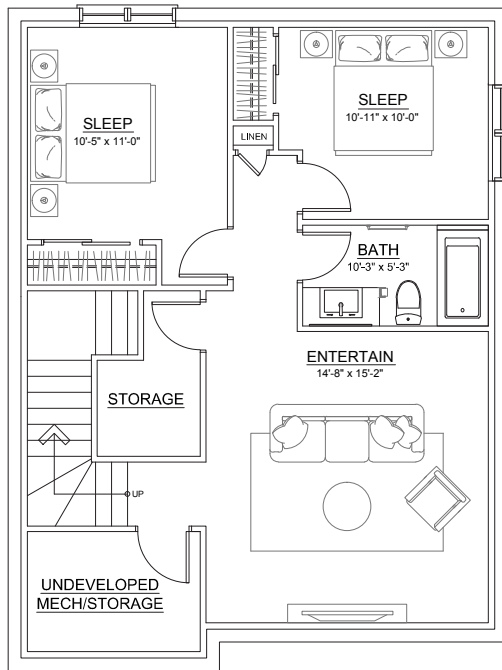 SLEEP
10'-5" x 11'-0"
SLEEP
10'-11" x 10'-0"
LINEN
BATH
10'-3" x 5'-3"
ENTERTAIN
14'-8" x 15'-2"
STORAGE
UP
UNDEVELOPED
MECH/STORAGE